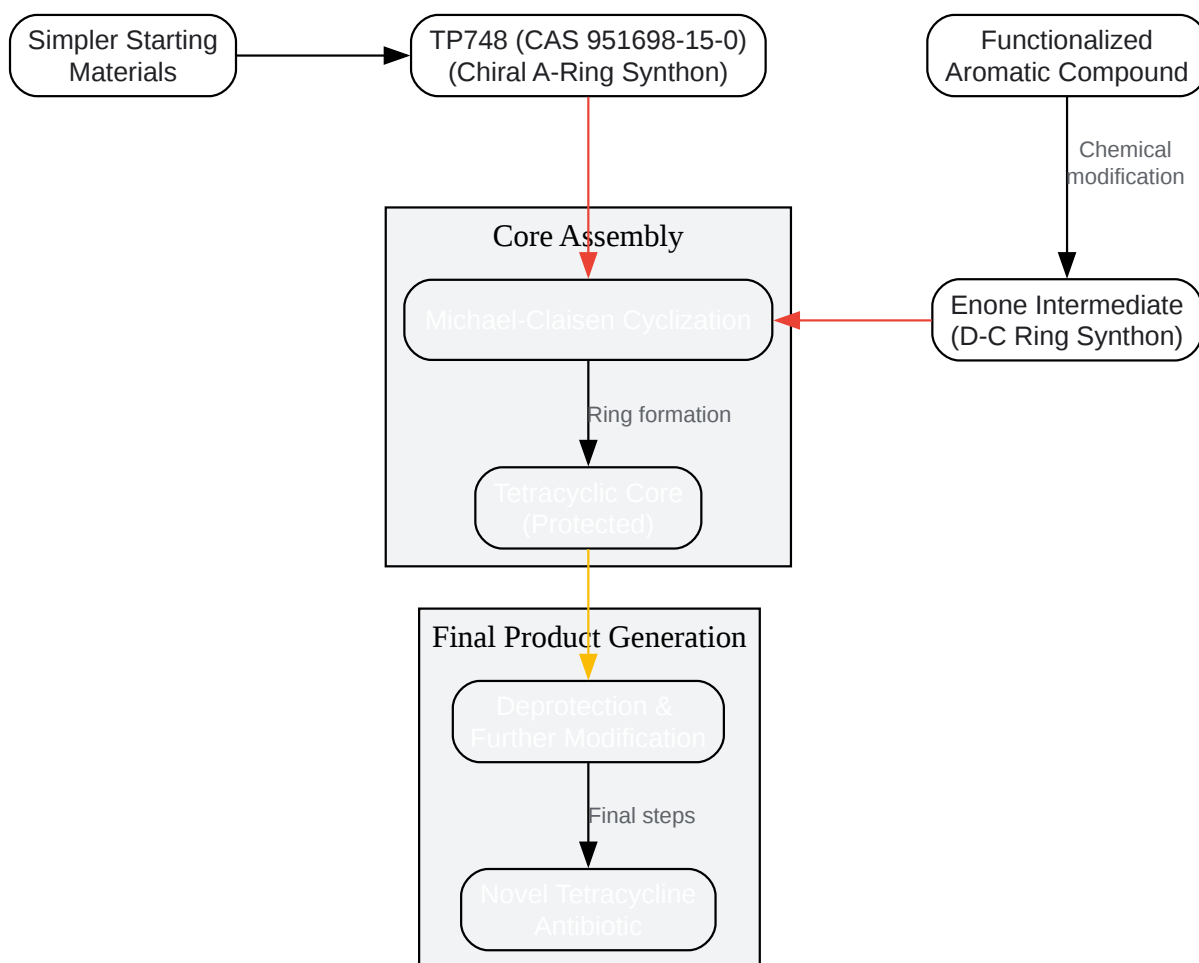 Simpler Starting
Materials
TP748 (CAS 951698-15-0)
(Chiral A-Ring Synthon)
Functionalized
Aromatic Compound
Chemical
modification
Core Assembly
Michael-Claisen Cyclization
Enone Intermediate
(D-C Ring Synthon)
Ring formation
Tetracyclic Core
(Protected)
Final Product Generation
Deprotection &
Further Modification
Final steps
Novel Tetracycline
Antibiotic